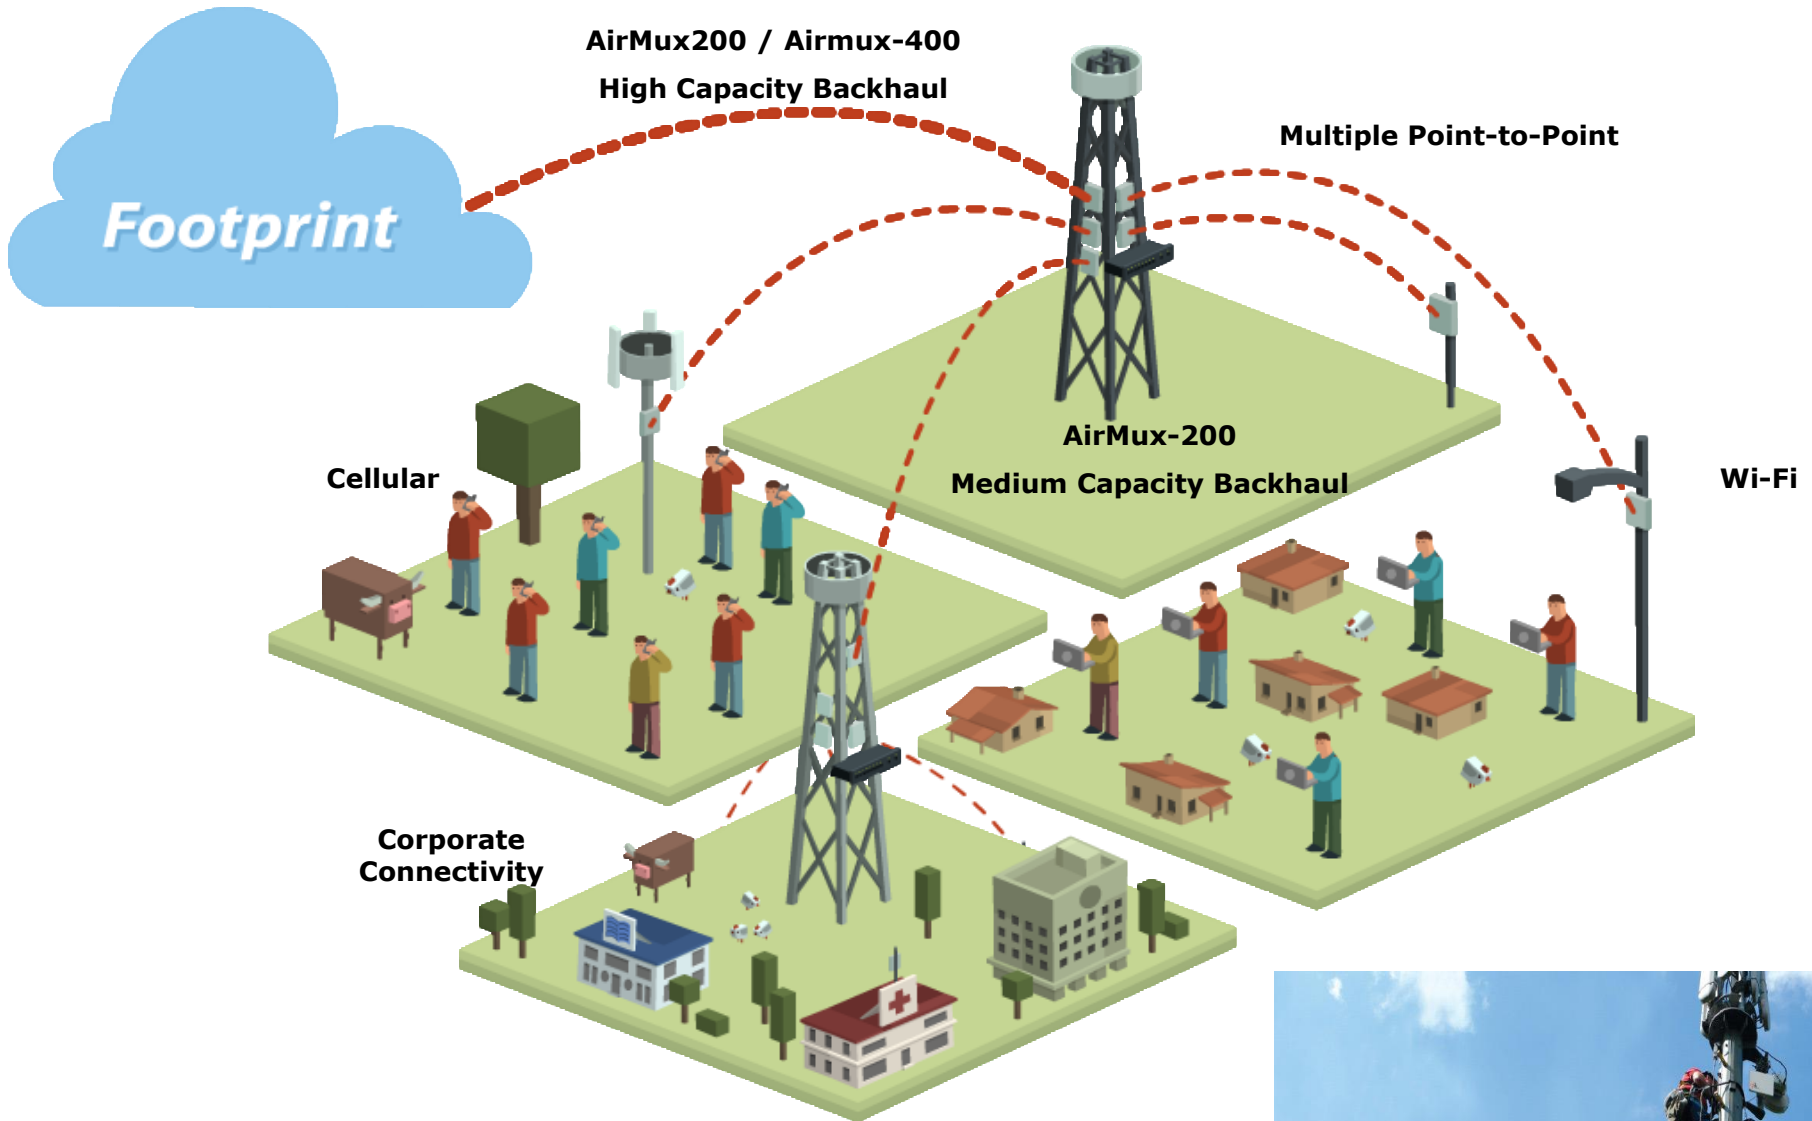 AirMux200 / Airmux-400
High Capacity Backhaul
Multiple Point-to-Point
Footprint
AirMux-200
Medium Capacity Backhaul
Cellular
Wi-Fi
Corporate
Connectivity